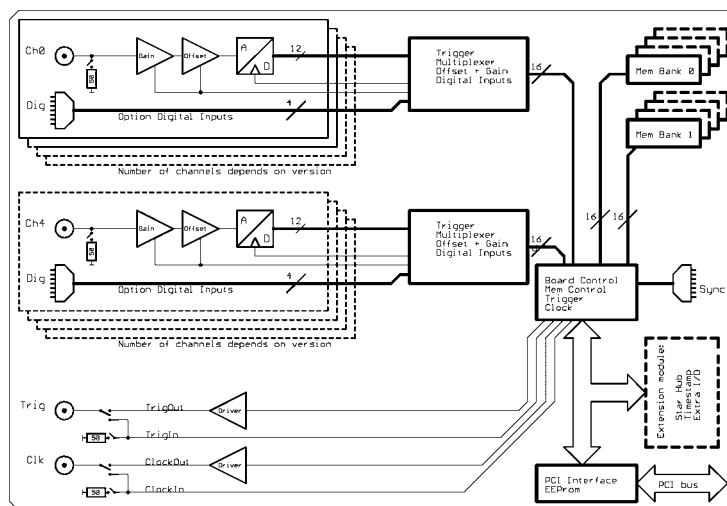 Ch0
50
Gain
Offset
A
D
12
Dig
4
Option Digital Inputs
Number of channels depends on version
Trigger
Multiplexer
Offset + Gain
Digital Inputs
16
Mem Bank 0
Mem Bank 1
16
16
Ch4
50
Gain
Offset
A
D
12
Dig
4
Option Digital Inputs
Number of channels depends on version
Trigger
Multiplexer
Offset + Gain
Digital Inputs
16
Board Control
Mem Control
Trigger
Clock
Sync
Extension module:
Star Hub
Timestamp
Extra I/O
Trig
50
TrigOut
Driver
TrigIn
Clk
50
ClockOut
Driver
ClockIn
PCI Interface
EEProm
PCI bus